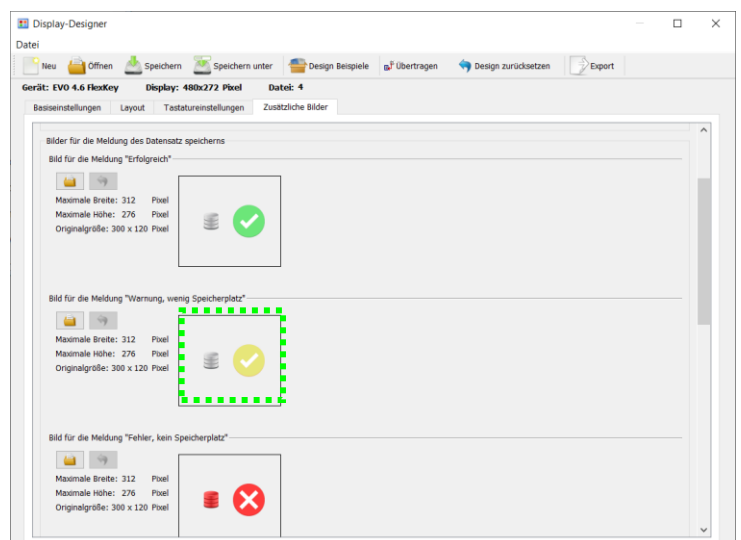 Display-Designer
Datei
Neu Öffnen Speichern Speichern unter Design Beispiele Übertragen Design zurücksetzen Export
Gerät: EVO 4.6 FlexKey Display: 480x272 Pixel Datei: 4
Basiseinstellungen Layout Tastatureinstellungen Zusätzliche Bilder
Bilder für die Meldung des Datensatz speicherns
Bild für die Meldung "Erfolgreich"
Maximale Breite: 312 Pixel
Maximale Höhe: 276 Pixel
Originalgröße: 300 x 120 Pixel
Bild für die Meldung "Warnung, wenig Speicherplatz"
Maximale Breite: 312 Pixel
Maximale Höhe: 276 Pixel
Originalgröße: 300 x 120 Pixel
Bild für die Meldung "Fehler, kein Speicherplatz"
Maximale Breite: 312 Pixel
Maximale Höhe: 276 Pixel
Originalgröße: 300 x 120 Pixel